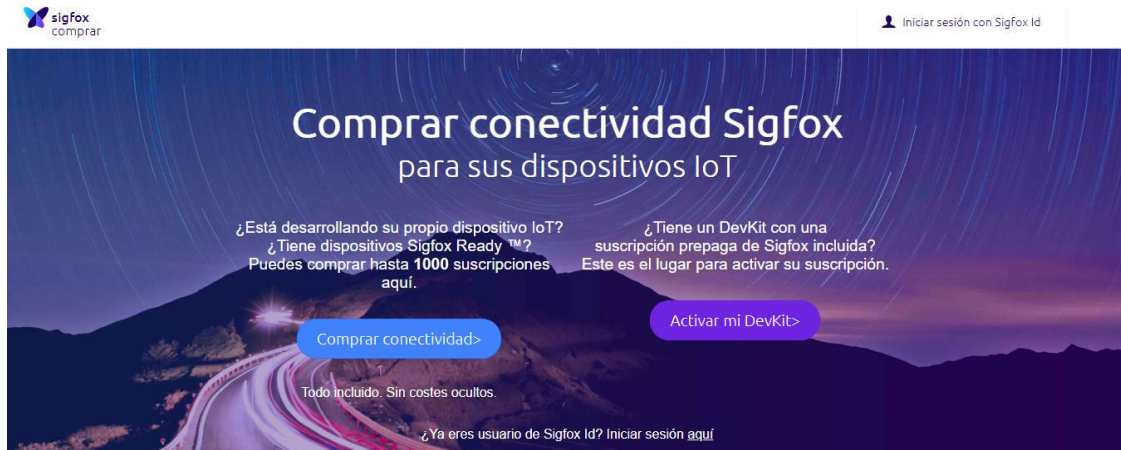 sigfox
comprar
Iniciar sesión con Sigfox Id
Comprar conectividad Sigfox
para sus dispositivos IoT
¿Está desarrollando su propio dispositivo IoT?
¿Tiene dispositivos Sigfox Ready ™?
Puedes comprar hasta 1000 suscripciones
aquí.
Comprar conectividad>
Todo incluido. Sin costes ocultos.
¿Tiene un DevKit con una
suscripción prepaga de Sigfox incluida?
Este es el lugar para activar su suscripción.
Activar mi DevKit>
¿Ya eres usuario de Sigfox Id? Iniciar sesión aquí